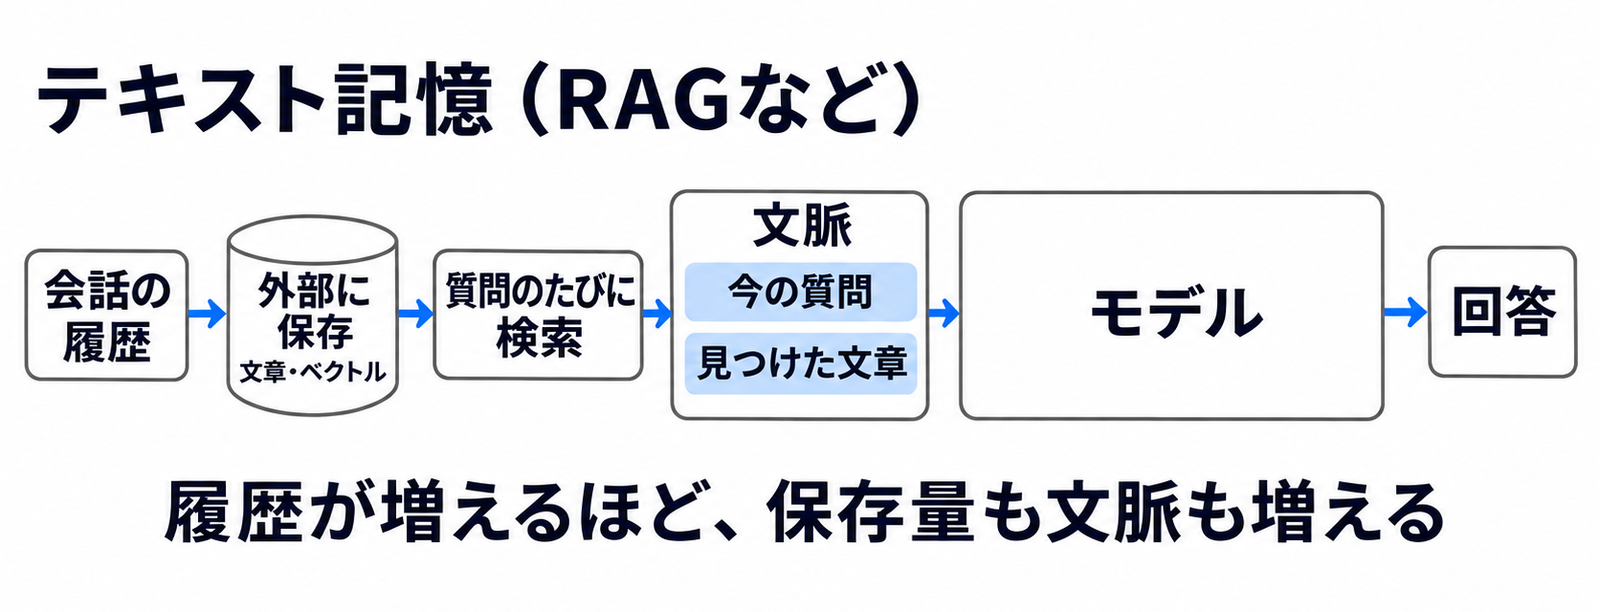 テキスト記憶（RAGなど）
会話の
履歴
外部に
保存
文章・ベクトル
質問のたびに
検索
文脈
今の質問
見つけた文章
モデル
回答
履歴が増えるほど、保存量も文脈も増える